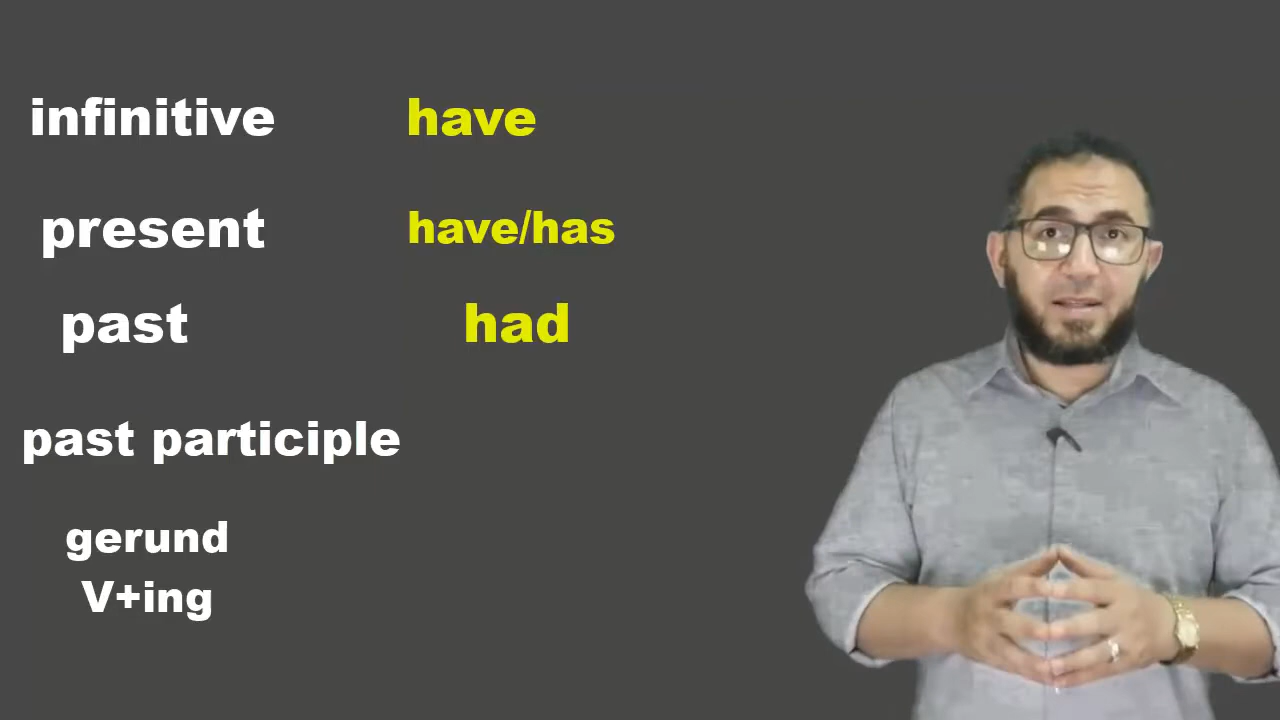 infinitive have
present have/has
past had
past participle
gerund
V+ing